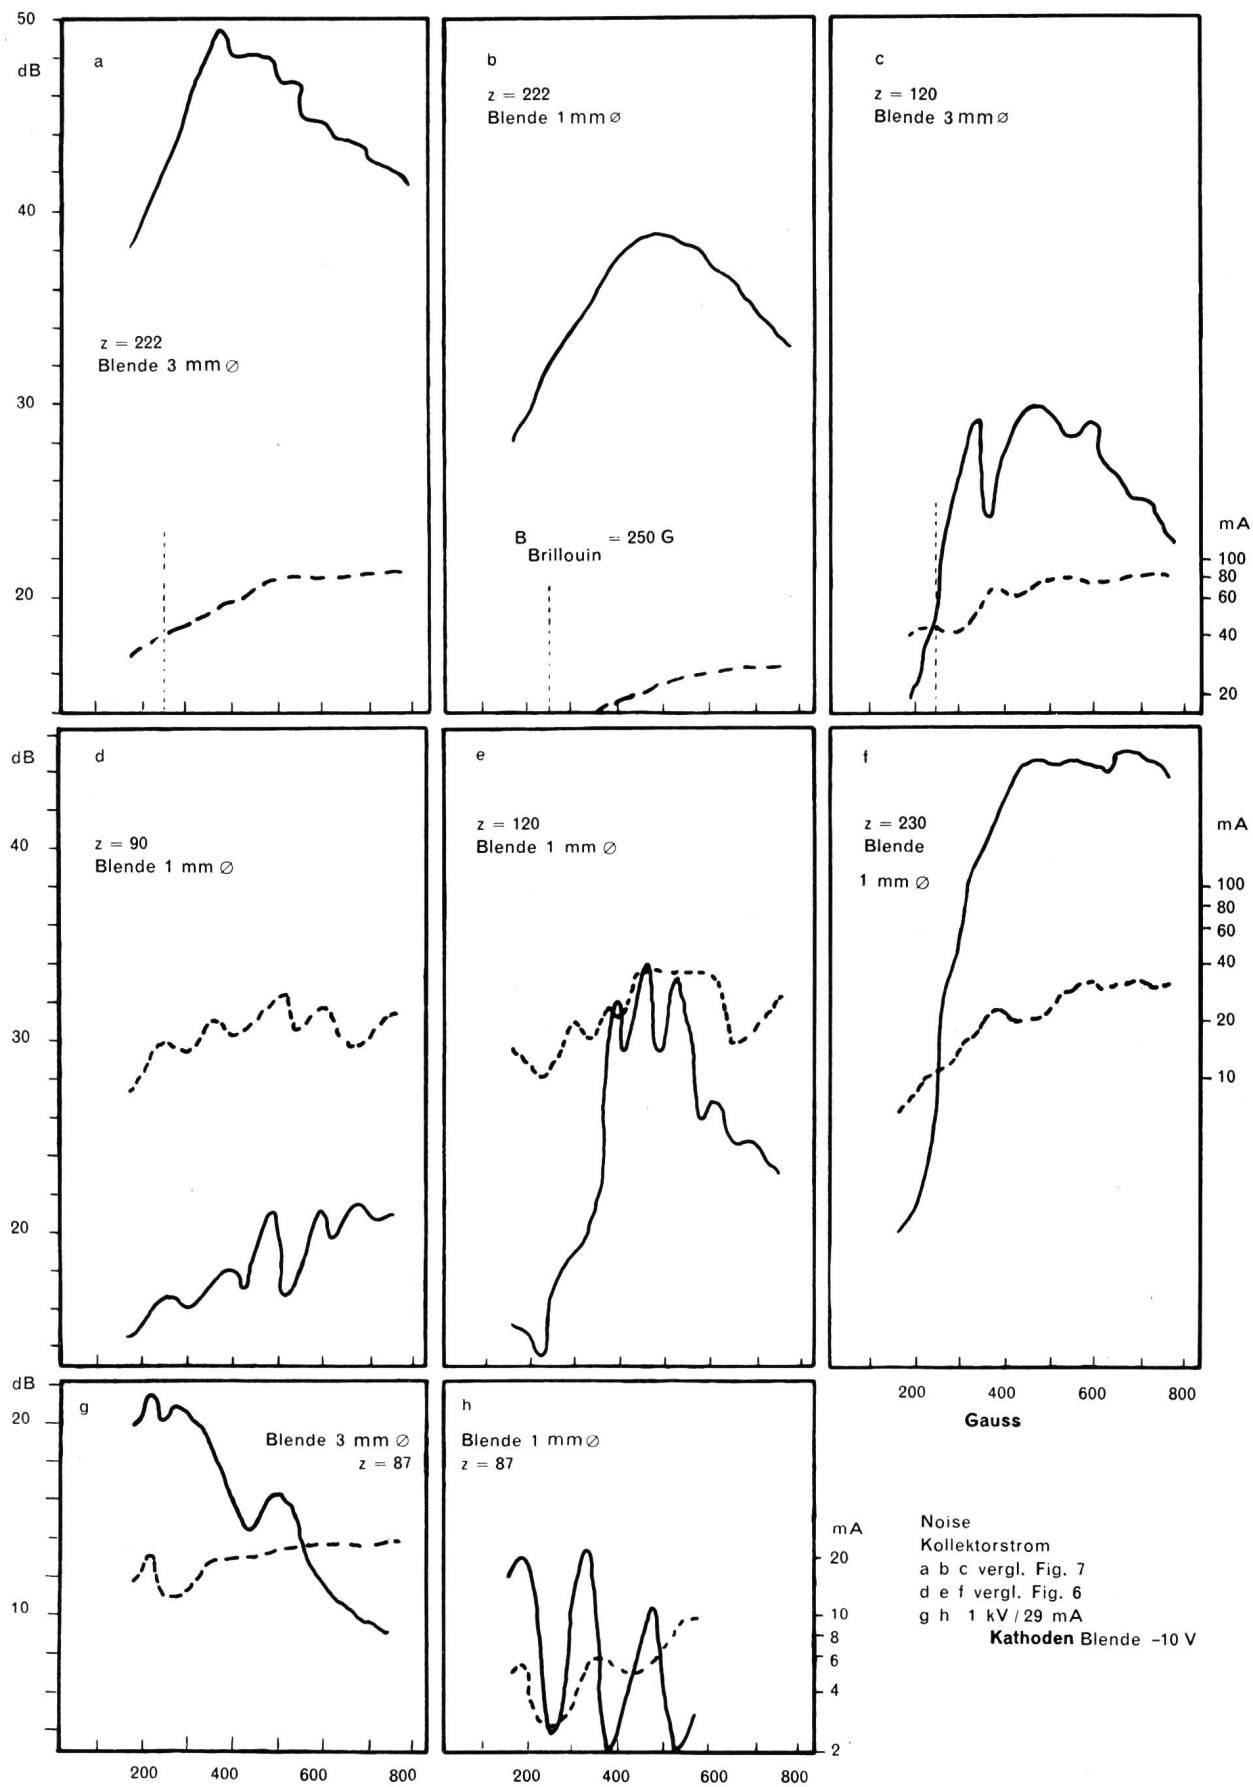 50
dB
40
30
20
a
z = 222
Blende 3 mm ∅
b
z = 222
Blende 1 mm ∅
B Brillouin = 250 G
c
z = 120
Blende 3 mm ∅
mA
100
80
60
40
20
dB
40
30
20
d
z = 90
Blende 1 mm ∅
e
z = 120
Blende 1 mm ∅
f
z = 230
Blende
1 mm ∅
mA
100
80
60
40
20
10
200 400 600 800
Gauss
dB
20
10
g
Blende 3 mm ∅
z = 87
200 400 600 800
h
Blende 1 mm ∅
z = 87
mA
20
10
8
6
4
2
200 400 600 800
Noise
Kollektorstrom
a b c vergl. Fig. 7
d e f vergl. Fig. 6
g h 1 kV / 29 mA
Kathoden Blende –10 V